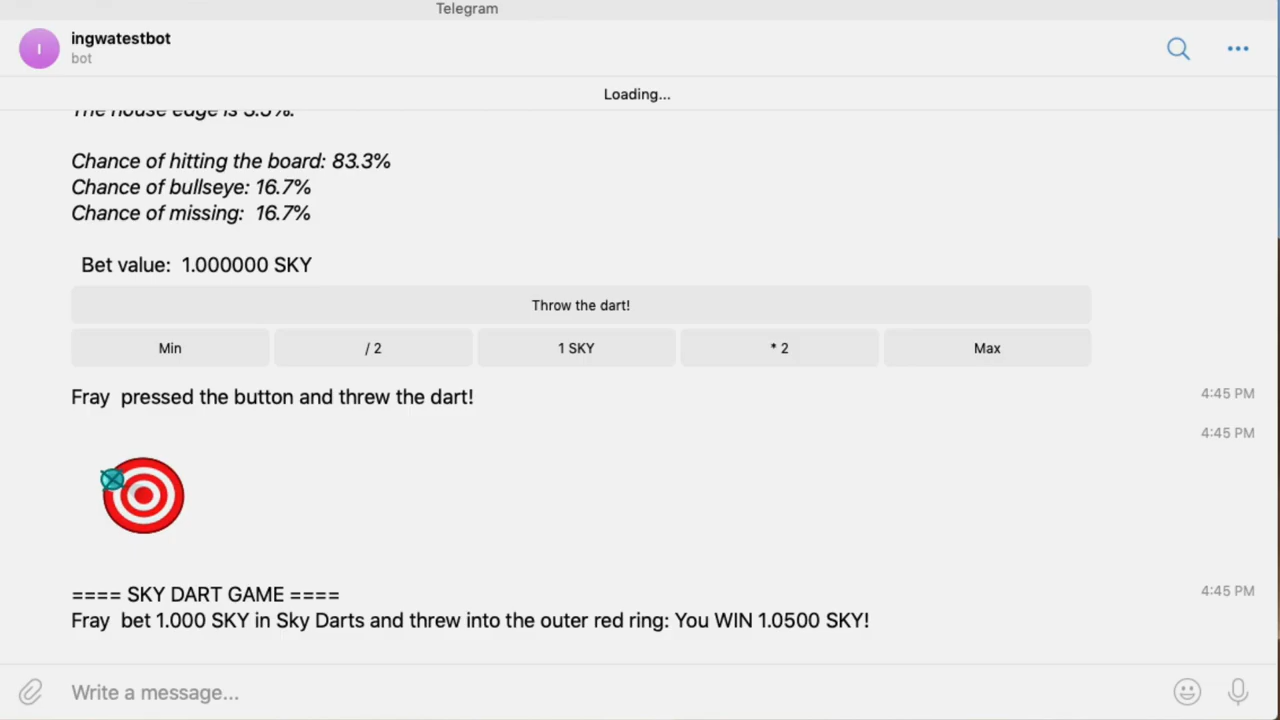 Telegram
I
ingwatestbot
bot
Loading...
The house edge is
Chance of hitting the board: 83.3%
Chance of bullseye: 16.7%
Chance of missing:  16.7%
Bet value:  1.000000 SKY
Throw the dart!
Min
/ 2
1 SKY
* 2
Max
Fray  pressed the button and threw the dart!
4:45 PM
4:45 PM
==== SKY DART GAME ====
4:45 PM
Fray  bet 1.000 SKY in Sky Darts and threw into the outer red ring: You WIN 1.0500 SKY!
Write a message...